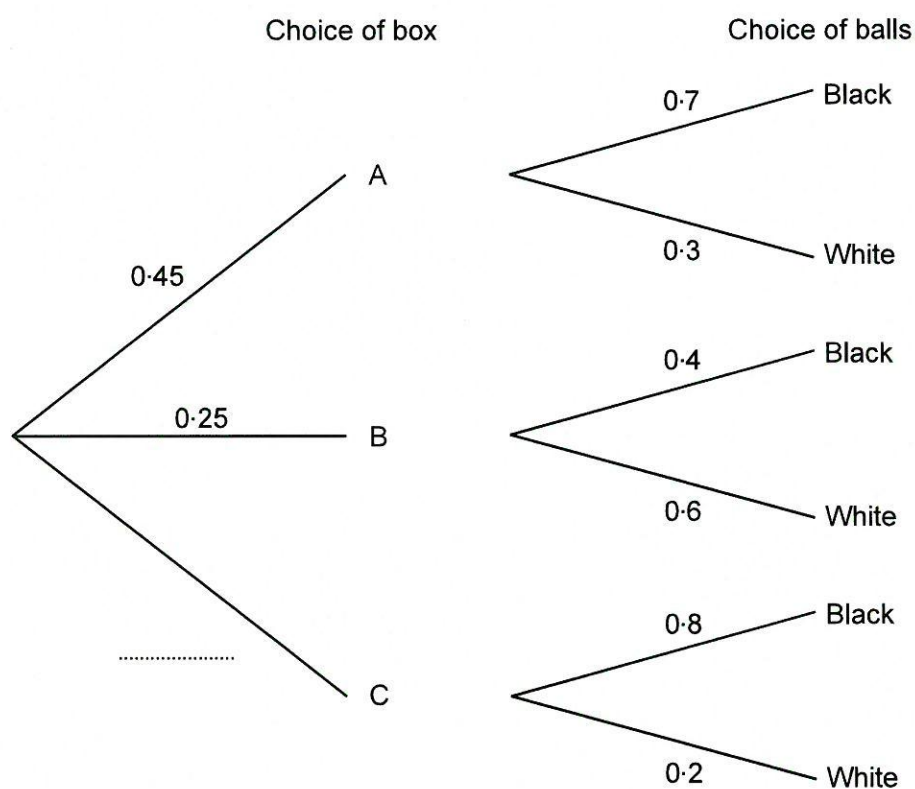 Choice of box
Choice of balls
0·7
Black
A
0·3
White
0·45
0·4
Black
0·25
B
0·6
White
0·8
Black
C
0·2
White